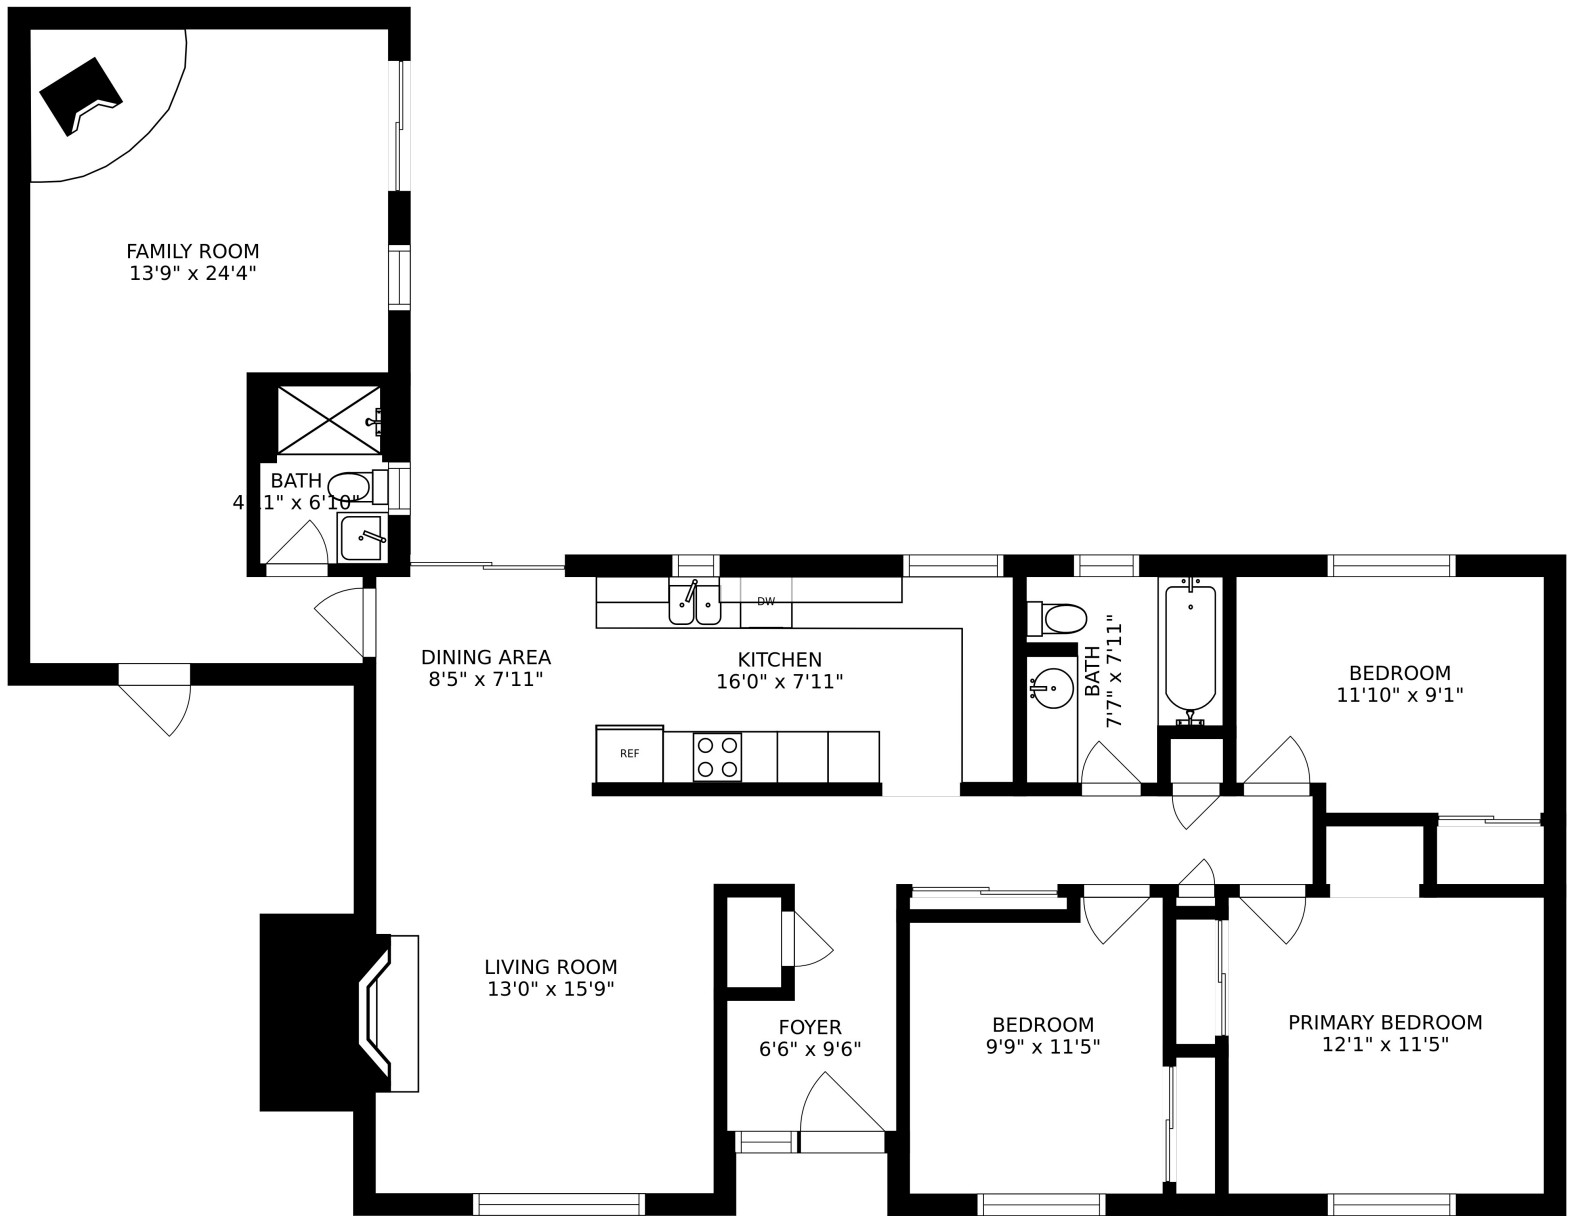 FAMILY ROOM
13'9" x 24'4"
BATH
x 6'10"
DW
DINING AREA
8'5" x 7'11"
KITCHEN
16'0" x 7'11"
BATH
7'7" x 7'11"
BEDROOM
11'10" x 9'1"
REF
LIVING ROOM
13'0" x 15'9"
FOYER
6'6" x 9'6"
BEDROOM
9'9" x 11'5"
PRIMARY BEDROOM
12'1" x 11'5"